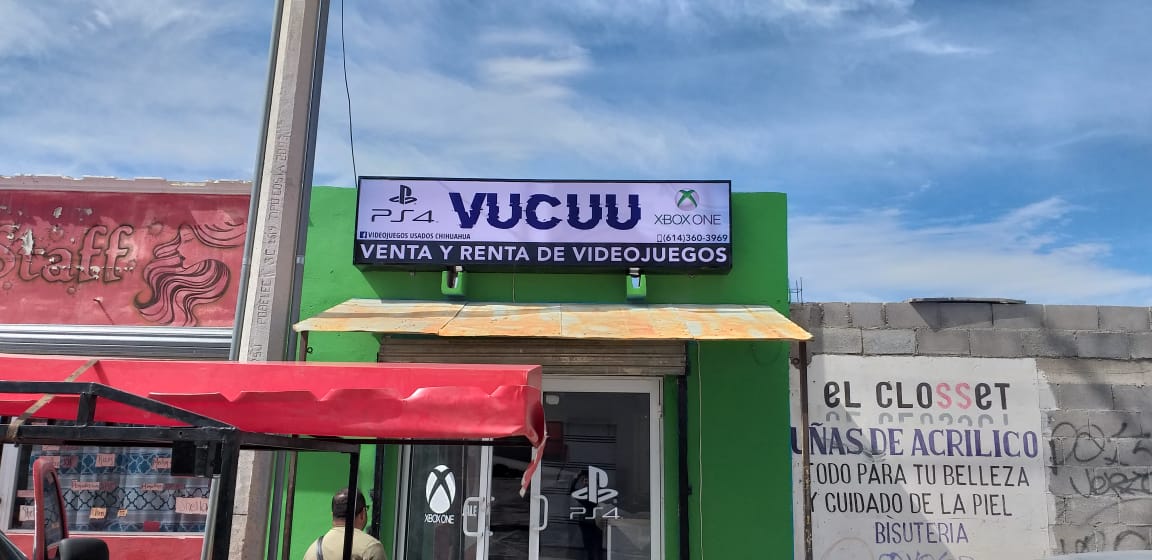 PS4
VUCUU
XBOX ONE
VIDEOJUEGOS USADOS CHIHUAHUA
(614)360-3969
VENTA Y RENTA DE VIDEOJUEGOS
Staff
EL CLOSSET
UÑAS DE ACRILICO
TODO PARA TU BELLEZA
Y CUIDADO DE LA PIEL
BISUTERIA
XBOX ONE
PS4